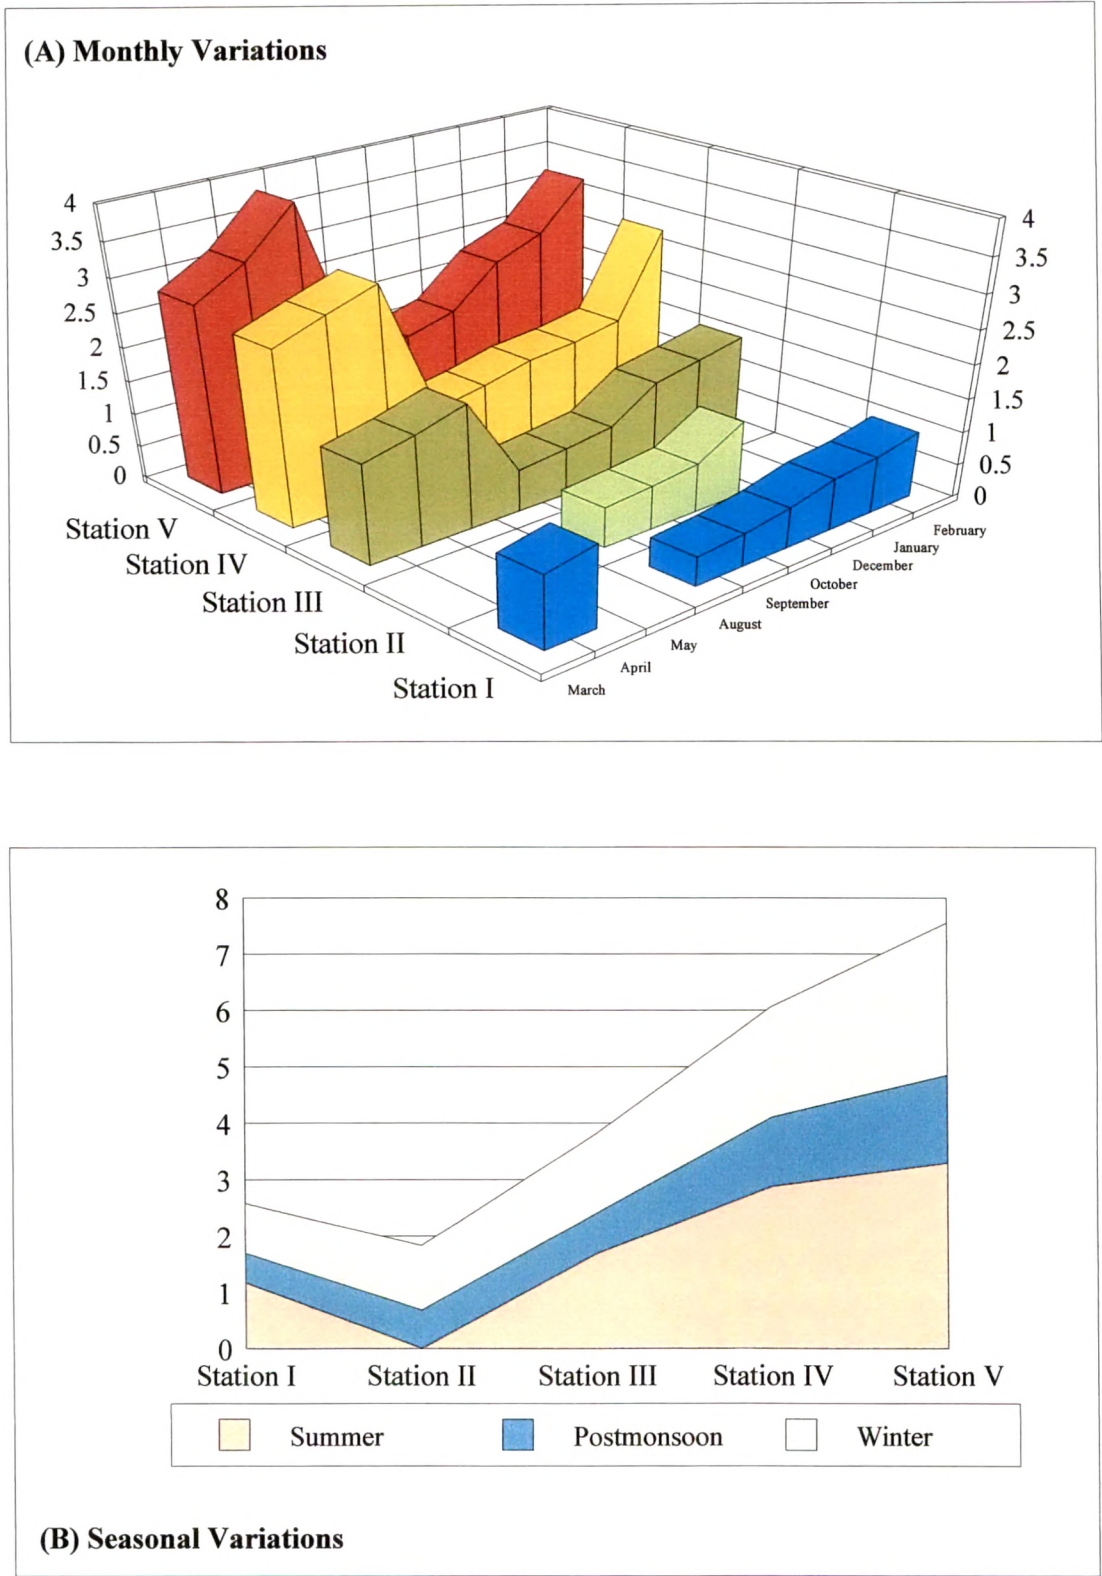 (A) Monthly Variations
4
3.5
3
2.5
2
1.5
1
0.5
0
4
3.5
3
2.5
2
1.5
1
0.5
0
Station V
Station IV
Station III
Station II
Station I
March
April
May
August
September
October
December
January
February
8
7
6
5
4
3
2
1
0
Station I Station II Station III Station IV Station V
Summer Postmonsoon Winter
(B) Seasonal Variations